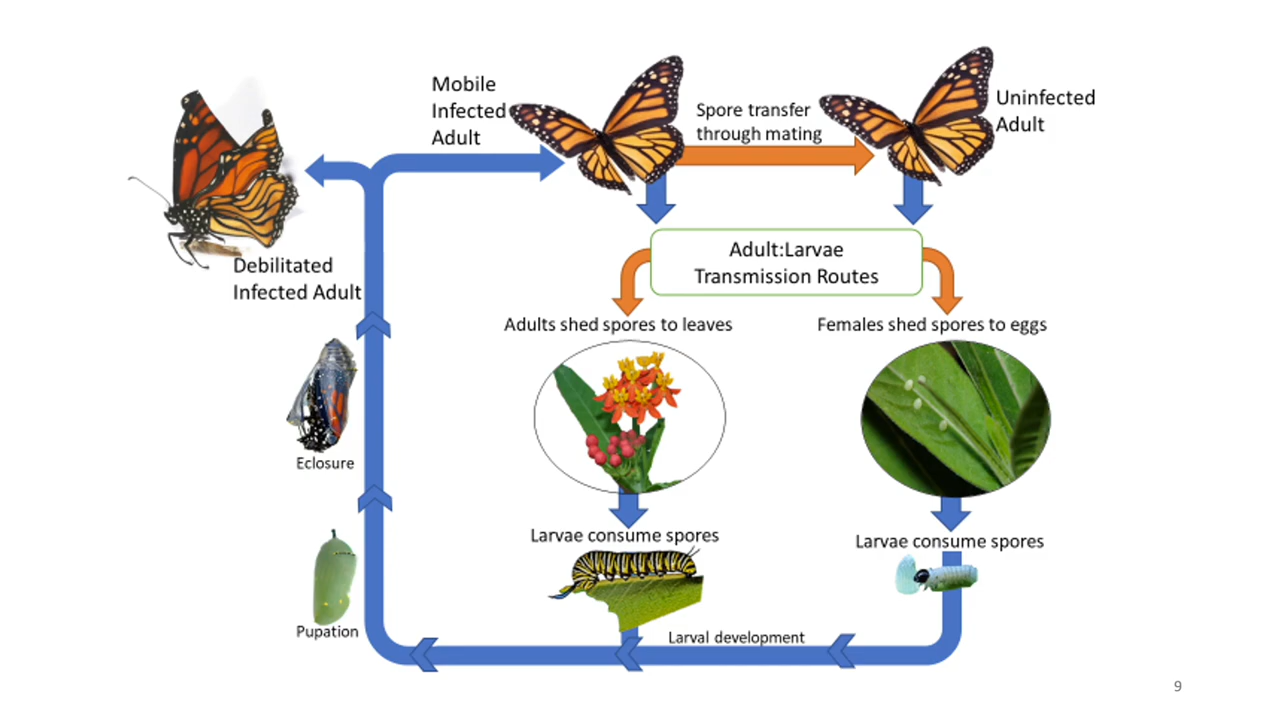 Mobile
Infected
Adult
Spore transfer
through mating
Uninfected
Adult
Debilitated
Infected Adult
Adult:Larvae
Transmission Routes
Adults shed spores to leaves
Females shed spores to eggs
Eclosure
Larvae consume spores
Larvae consume spores
Pupation
Larval development
9